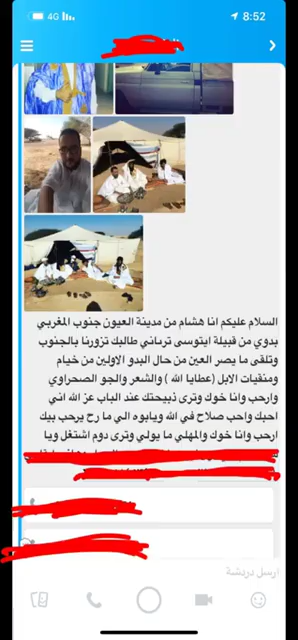 4G
8:52
السلام عليكم انا هشام من مدينة العيون جنوب المغربي
بدوي من قبيلة ايتوسى ترماني طالبك تزورنا بالجنوب
وتلقى ما يصر العين من حال البدو الاولين من خيام
ومنقيات الابل (عطايا الله ) والشعر والجو الصحراوي
وارحب وانا خوك وترى ذبيحتك عند الباب عز الله اني
احبك واحب صلاح في الله ويابوه الي ما رح يرحب بيك
ارحب وانا خوك والمهلي ما يولي وترى دوم اشتغل ويا
ارسل دردشة